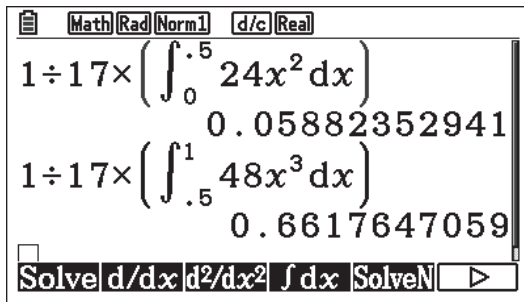 Math Rad Norm1 d/c Real
1÷17×(∫₀^.5 24x²dx)
0.05882352941
1÷17×(∫.₅^1 48x³dx)
0.6617647059
Solve d/dx d²/dx² ∫dx SolveN ▷